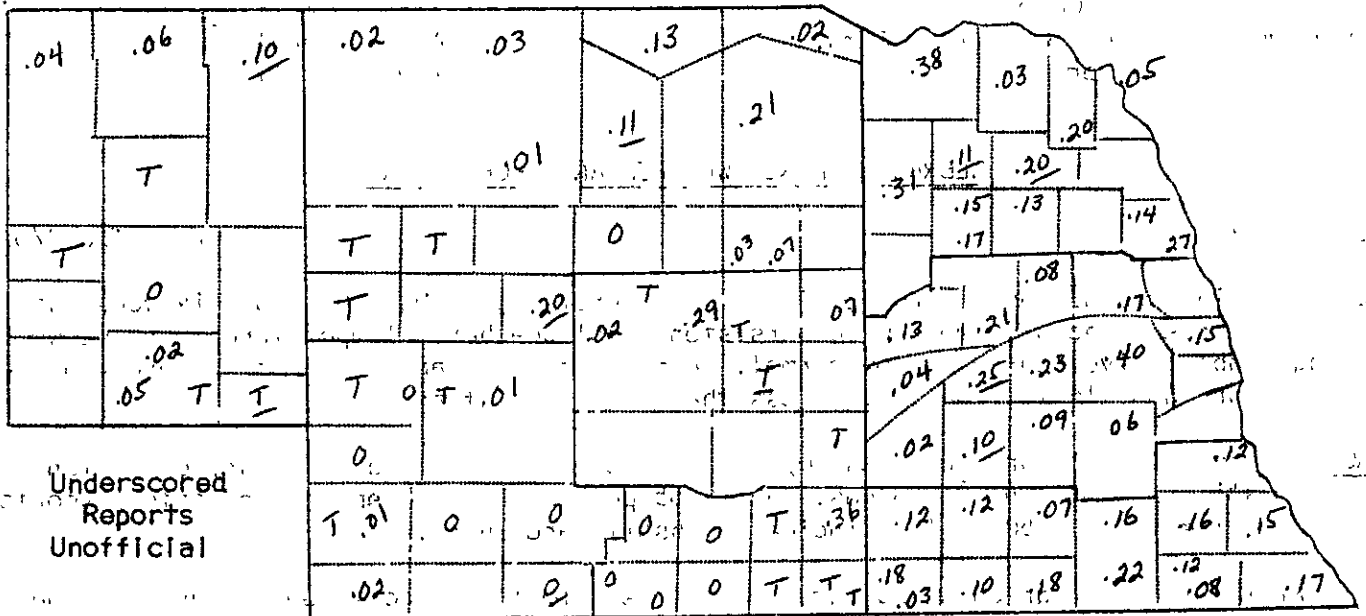 .04 .06 .10 .02 .03 .13 .02
.38 .03 .05
.11 .21 .20
T .01 .31 .11 .20
.15 .13 .14
T T T 0 .03 .07 .17 27
0 T .20 T .08
.02 .29 T 07 .13 .21 .17 .15
.02
.05 T T T 0 T .01 T .04 .25 .23 .40
0 T .02 .10 .09 06 .12
Underscored
Reports
Unofficial
T .01 0 0 0 0 T .36 .12 .12 .07 .16 .16 .15
.02 0 0 0 0 T T T .18 .03 .10 .18 .22 .12 .08 .17